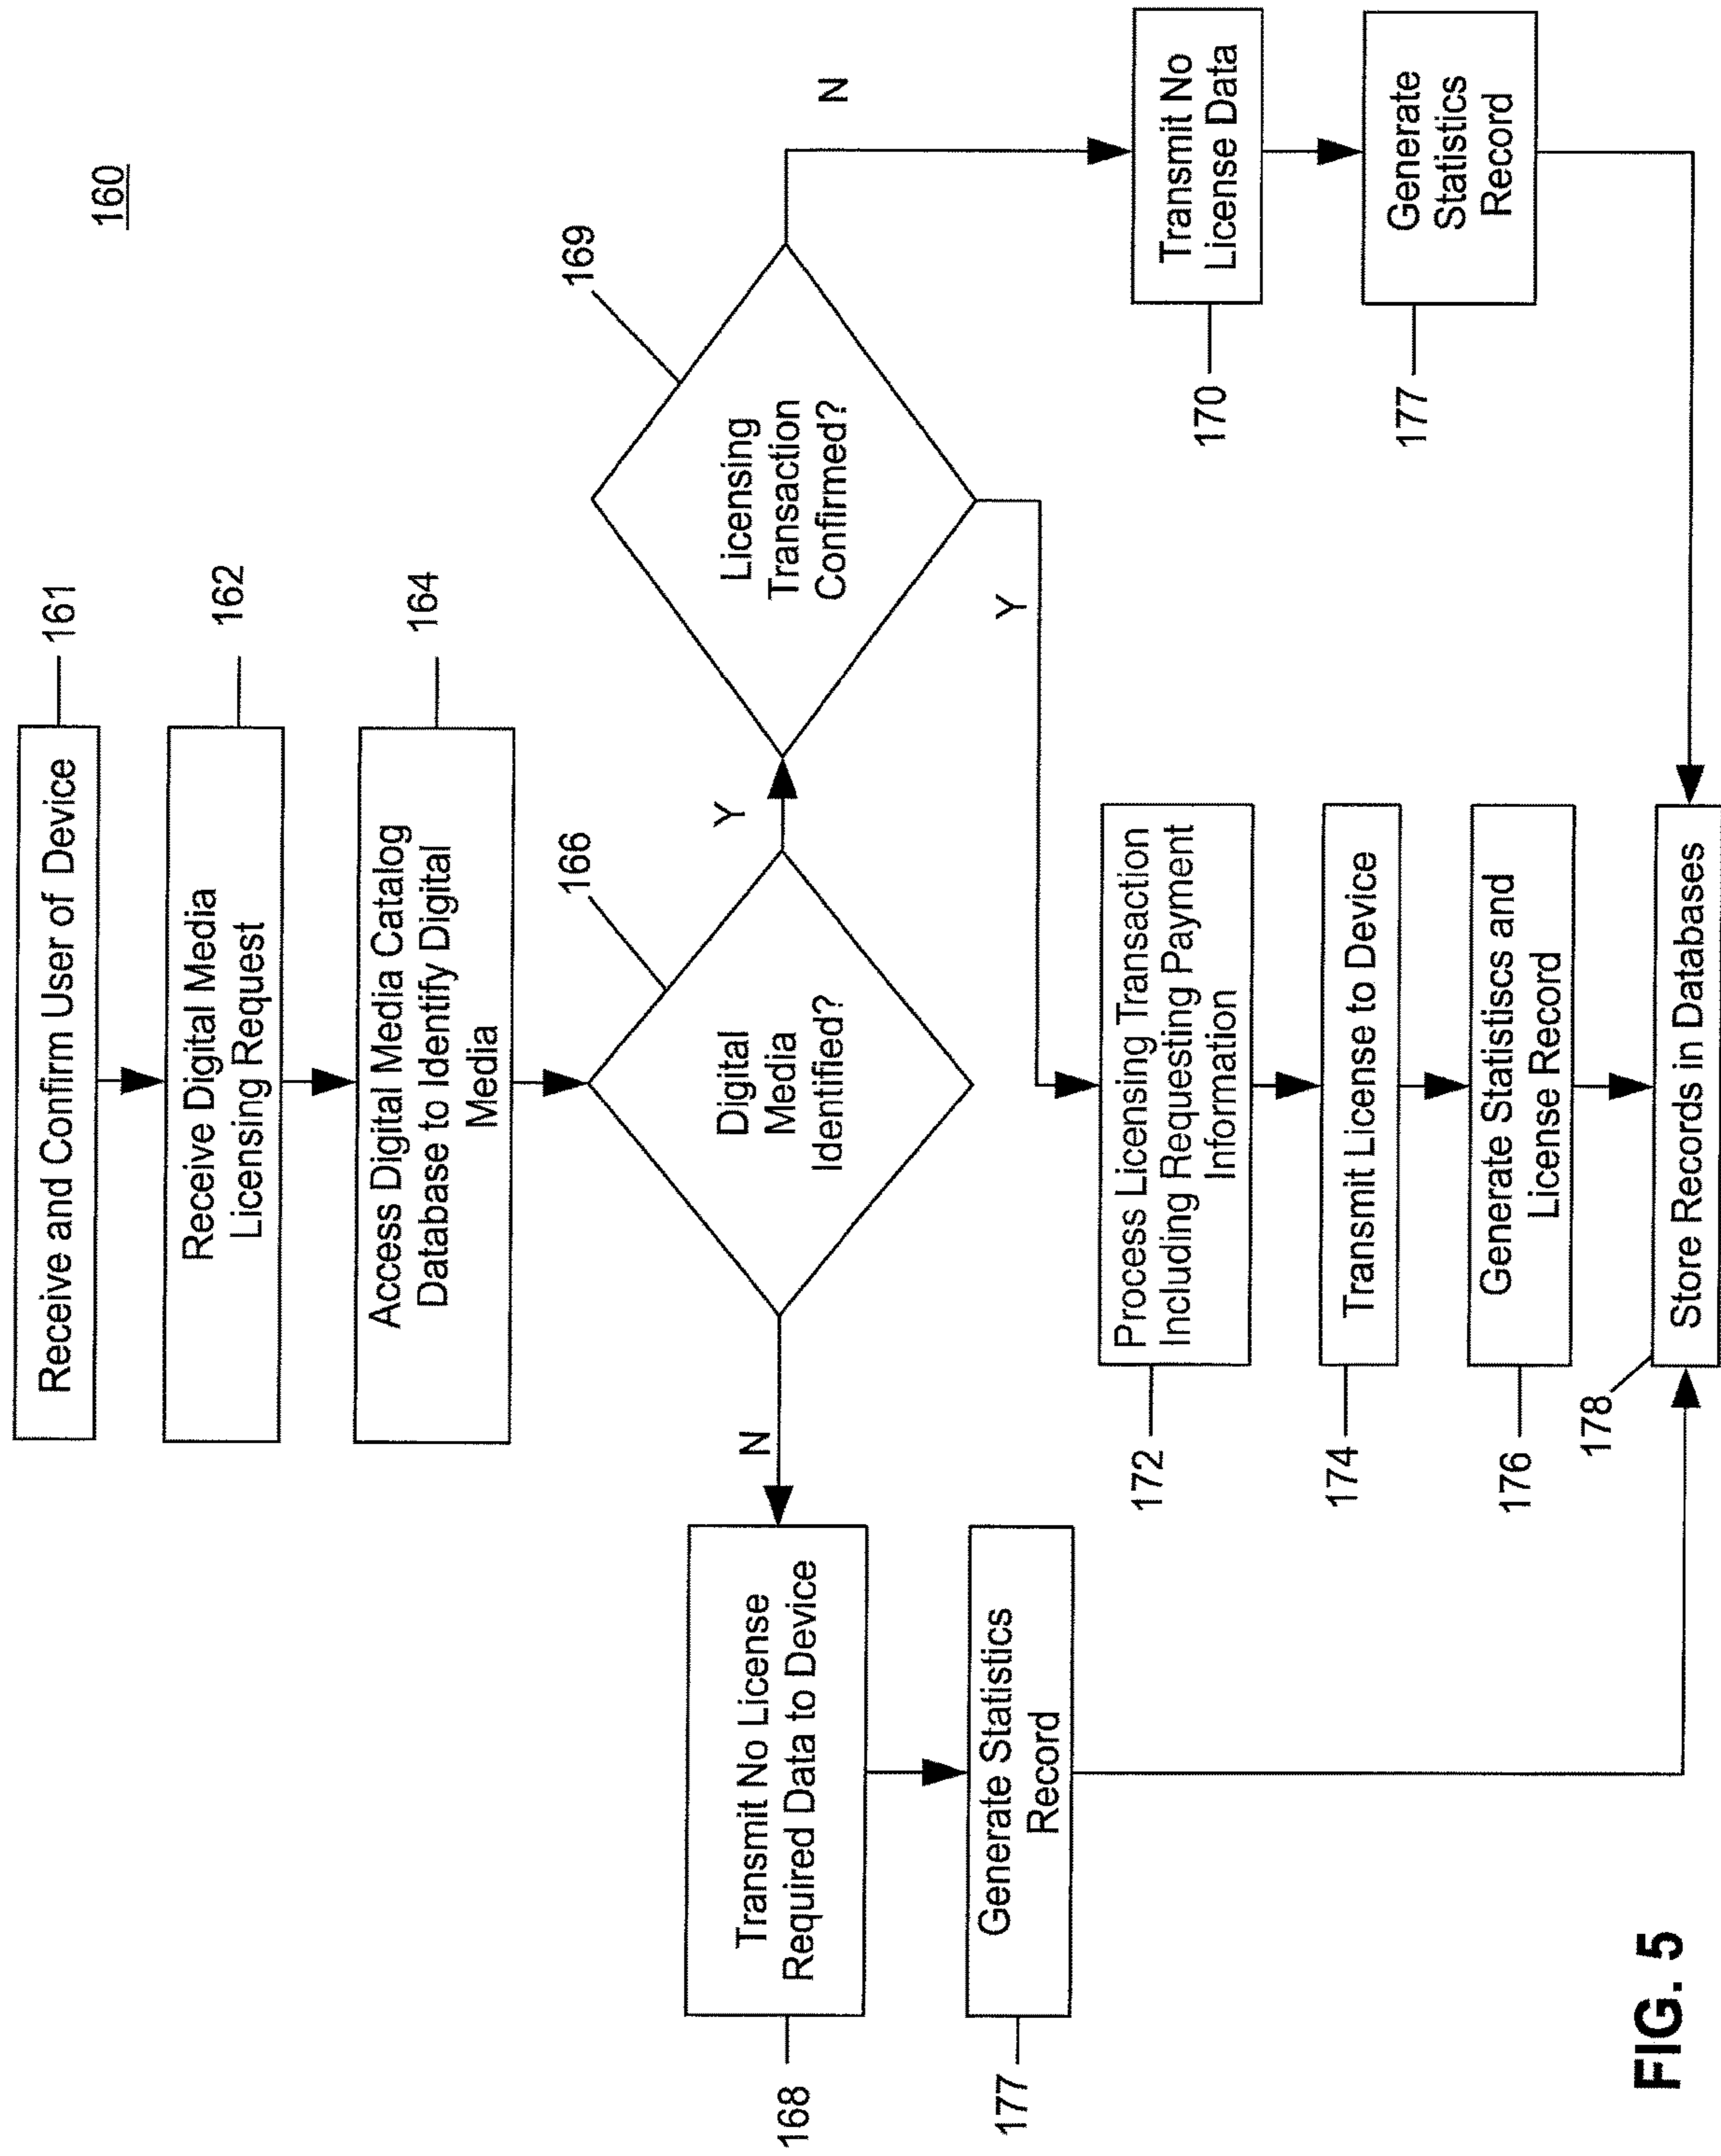 160
Receive and Confirm User of Device
161
Receive Digital Media
Licensing Request
162
Access Digital Media Catalog
Database to Identify Digital
Media
164
Digital
Media
Identified?
166
Y
N
Licensing
Transaction
Confirmed?
169
Y
N
Transmit No License
Required Data to Device
168
Generate Statistics
Record
177
Process Licensing Transaction
Including Requesting Payment
Information
172
Transmit License to Device
174
Generate Statistiscs and
License Record
176
Transmit No
License Data
170
Generate
Statistics
Record
177
Store Records in Databases
178
FIG. 5